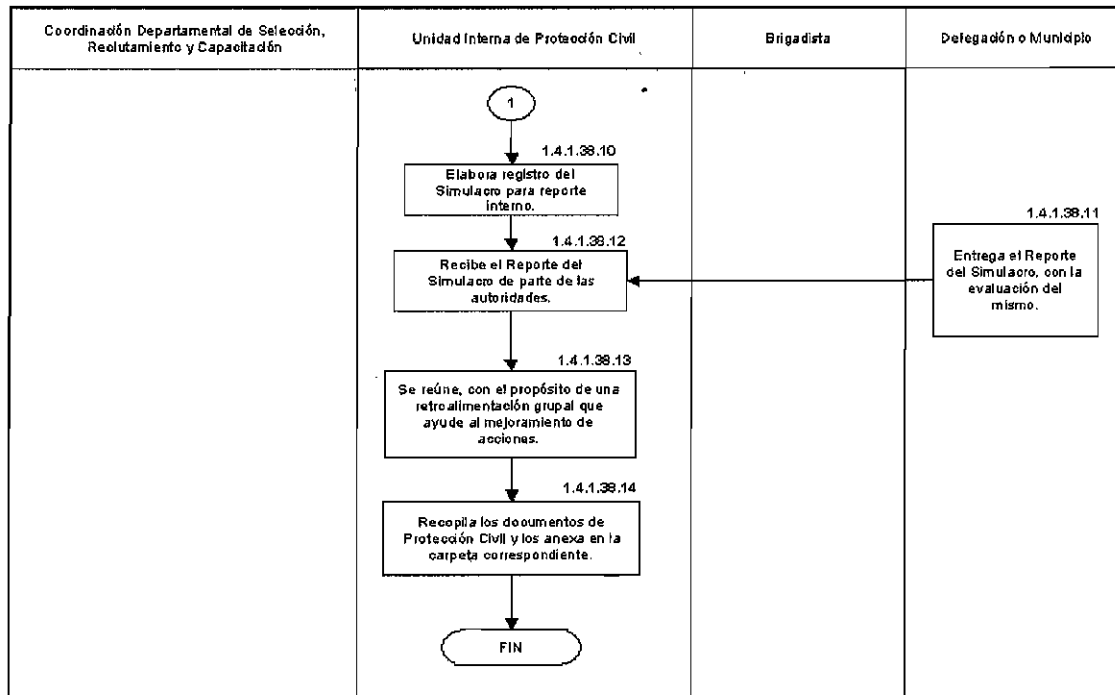 Coordinación Departamental de Selección,
Reclutamiento y Capacitación
Unidad Interna de Protección Civil
Brigadista
Delegación o Municipio
1
1.4.1.38.10
Elabora registro del
Simulacro para reporte
interno.
1.4.1.38.11
Entrega el Reporte
del Simulacro, con la
evaluación del
mismo.
1.4.1.38.12
Recibe el Reporte del
Simulacro de parte de las
autoridades.
1.4.1.38.13
Se reúne, con el propósito de una
retroalimentación grupal que
ayude al mejoramiento de
acciones.
1.4.1.38.14
Recopila los documentos de
Protección Civil y los anexa en la
carpeta correspondiente.
FIN